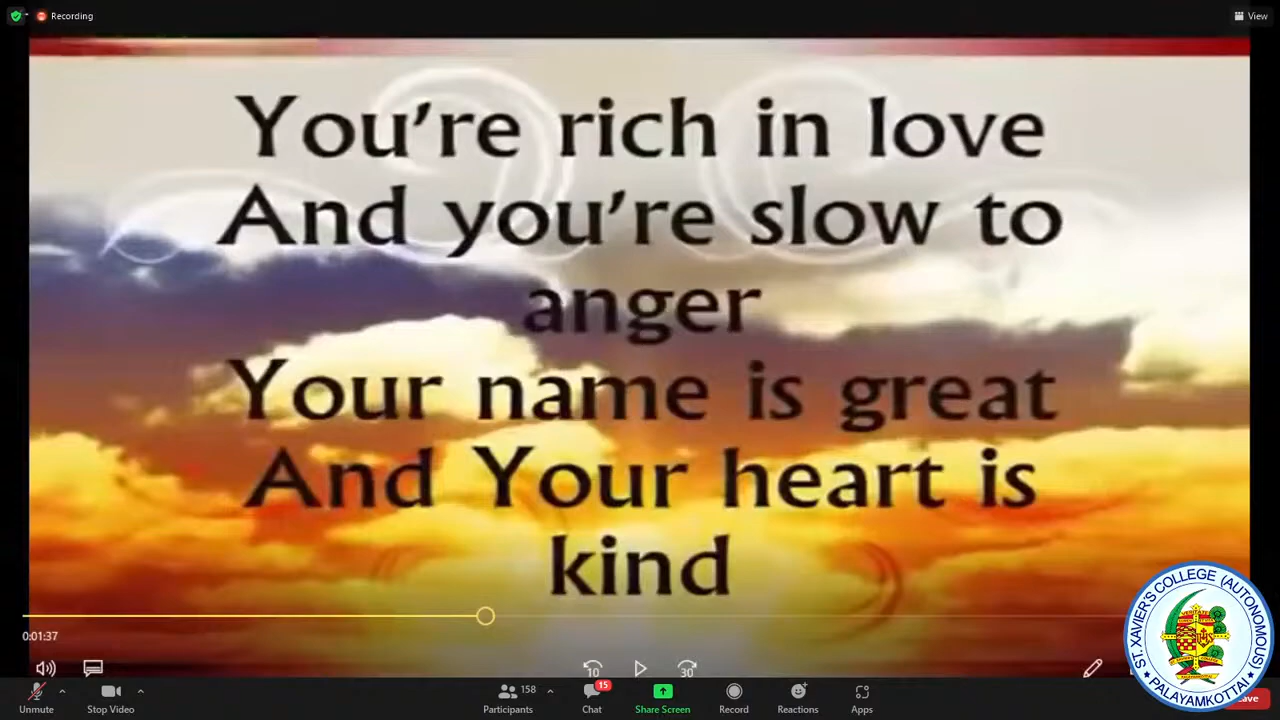 Recording
View
You're rich in love
And you're slow to
anger
Your name is great
And Your heart is
kind
0:01:37
10
30
ST. XAVIER'S COLLEGE (AUTONOMOUS)
PALAYAMKOTTAI
Unmute
Stop Video
158
Participants
15
Chat
Share Screen
Record
Reactions
Apps